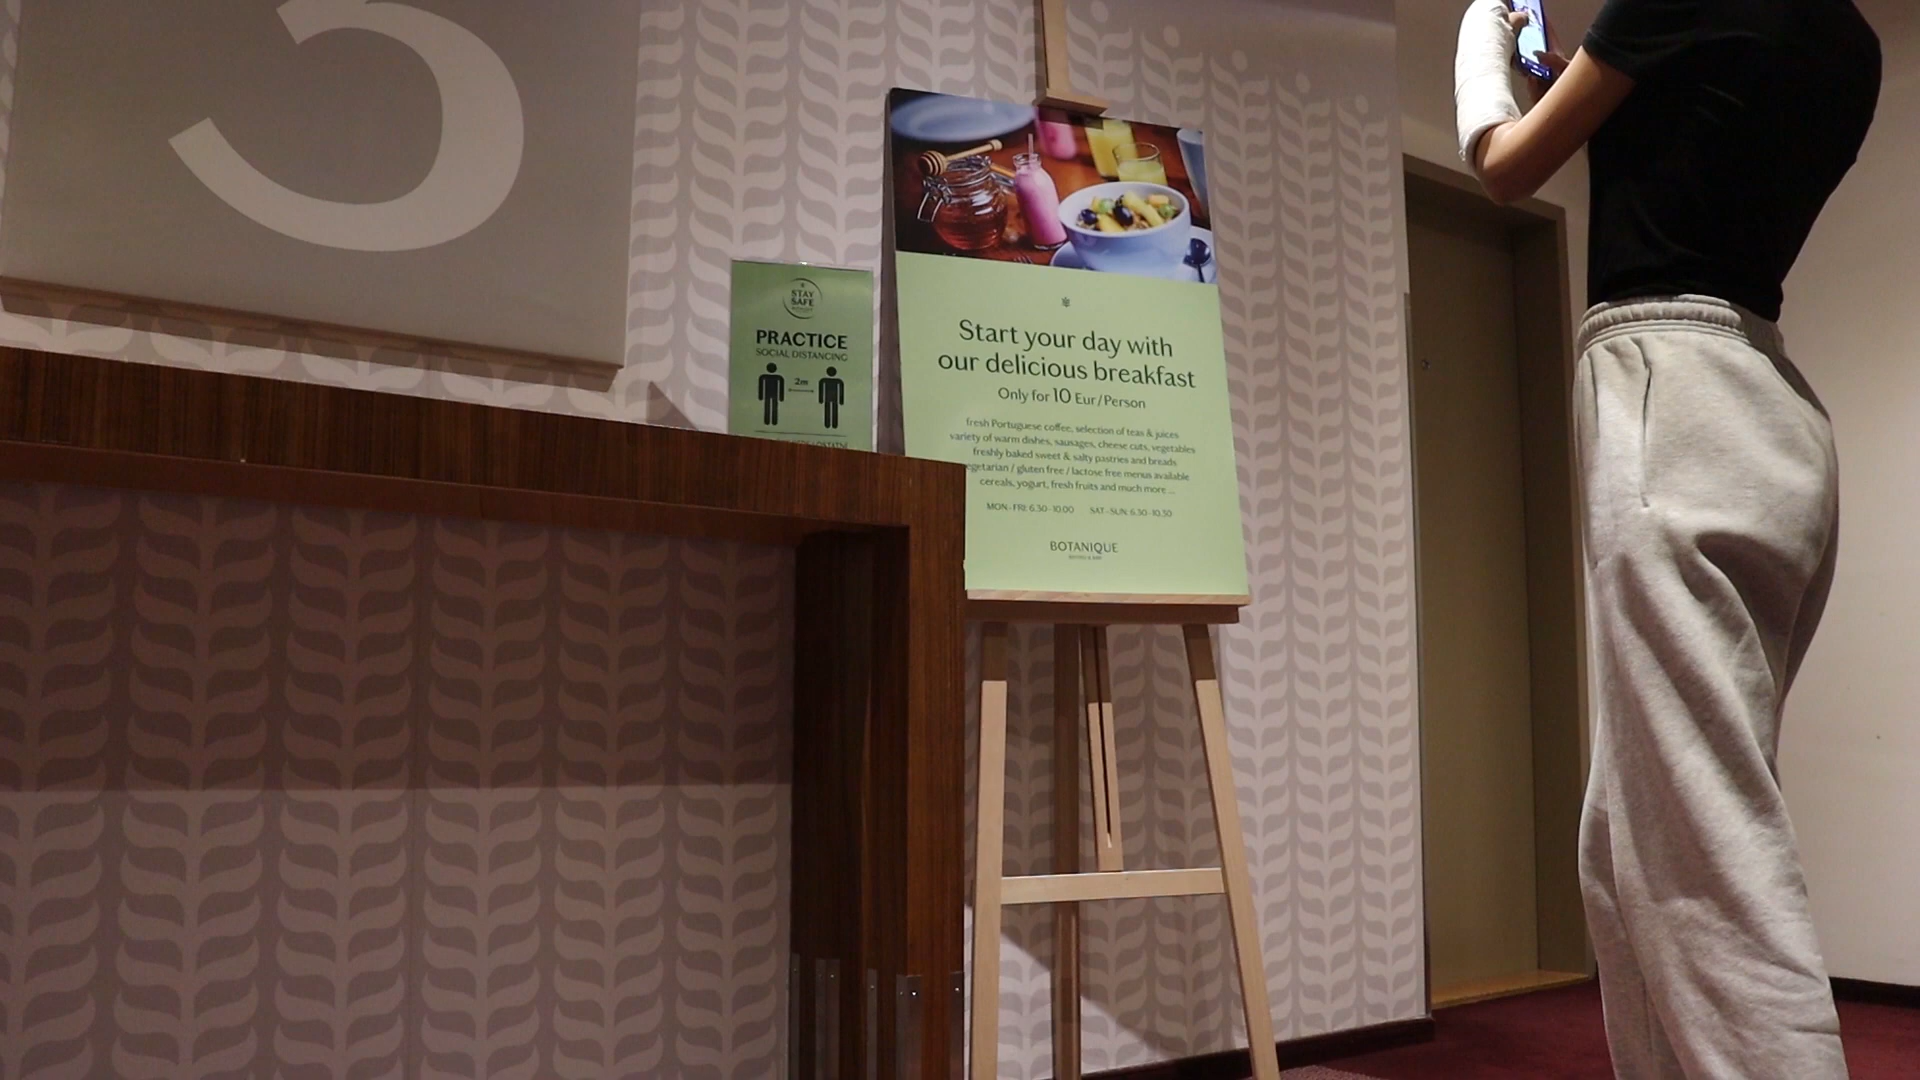 3
STAY
SAFE
PRACTICE
SOCIAL DISTANCING
2m
Start your day with
our delicious breakfast
Only for 10 Eur/Person
fresh Portuguese coffee, selection of teas & juices
variety of warm dishes, sausages, cheese cuts, vegetables
freshly baked sweet & salty pastries and breads
egetarian / gluten free / lactose free menus available
cereals, yogurt, fresh fruits and much more ...
MON - FRI: 6.30 - 10.00 SAT - SUN: 6.30 - 10.30
BOTANIQUE